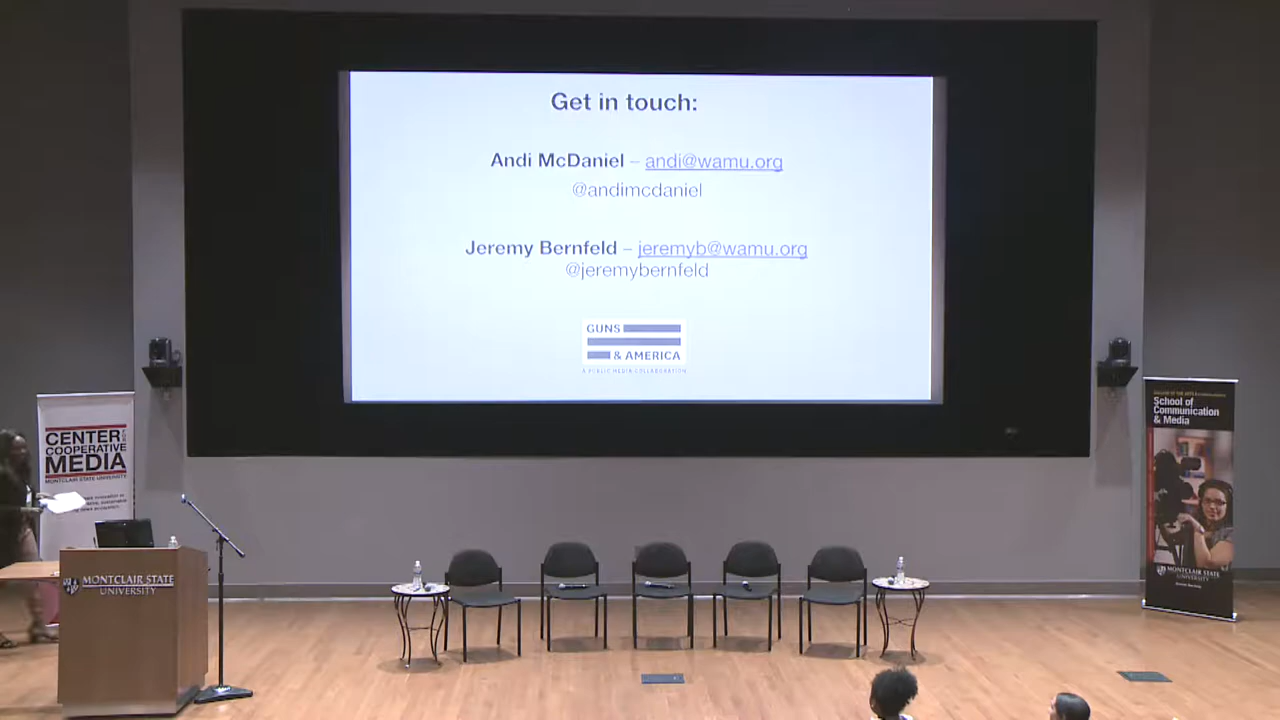 Get in touch:
Andi McDaniel – andi@wamu.org
@andimcdaniel
Jeremy Bernfeld – jeremyb@wamu.org
@jeremybernfeld
GUNS
& AMERICA
A PUBLIC MEDIA COLLABORATION
CENTER FOR
COOPERATIVE
MEDIA
MONTCLAIR STATE UNIVERSITY
MONTCLAIR STATE
UNIVERSITY
School of
Communication
& Media
MONTCLAIR STATE
UNIVERSITY